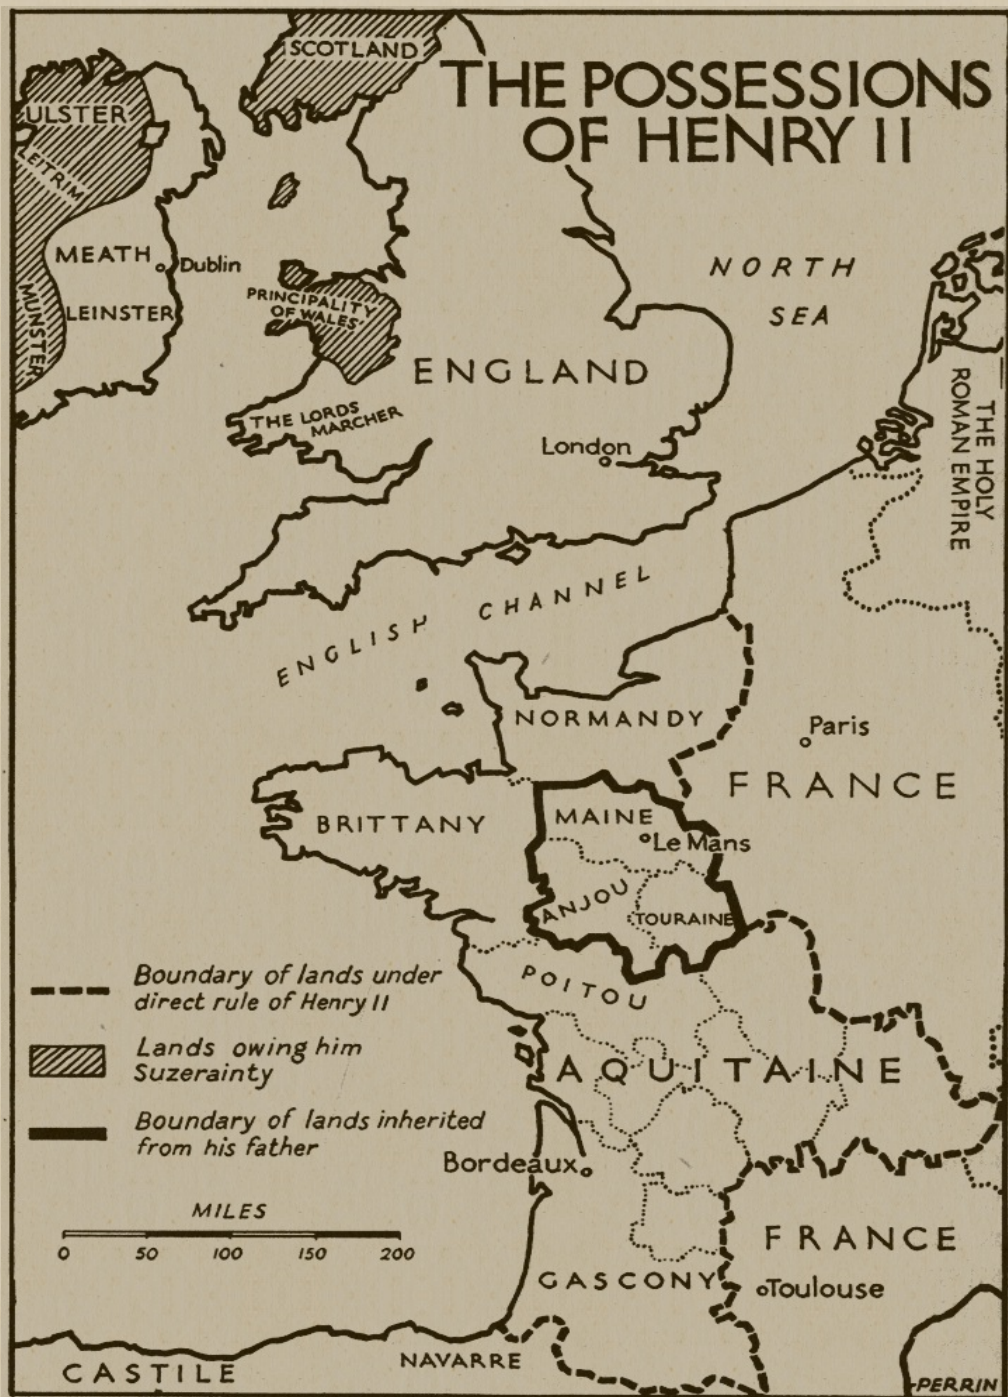 THE POSSESSIONS
OF HENRY II
SCOTLAND
ULSTER
LEITRIM
MEATH
Dublin
LEINSTER
MUNSTER
PRINCIPALITY
OF WALES
NORTH
SEA
ENGLAND
THE LORDS
MARCHER
London
THE HOLY
ROMAN EMPIRE
ENGLISH CHANNEL
NORMANDY
Paris
FRANCE
BRITTANY
MAINE
Le Mans
ANJOU
TOURAINE
POITOU
Boundary of lands under
direct rule of Henry II
Lands owing him
Suzerainty
Boundary of lands inherited
from his father
AQUITAINE
Bordeaux
MILES
0 50 100 150 200
FRANCE
GASCONY
Toulouse
NAVARRE
CASTILE
PERRIN